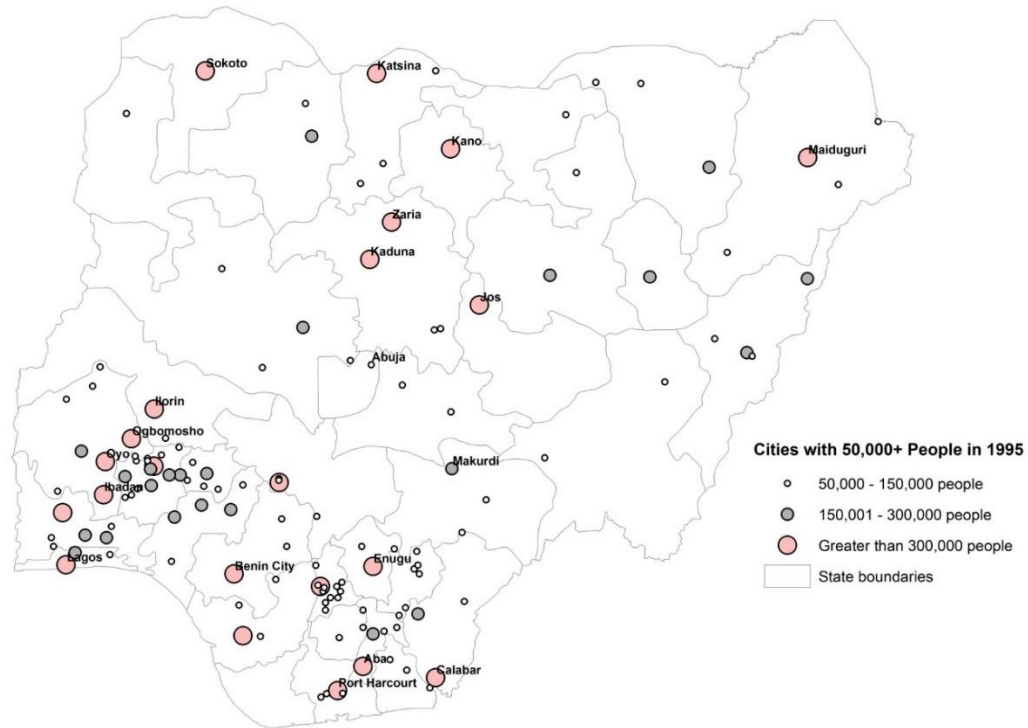 Sokoto
Katsina
Kano
Maiduguri
Zaria
Kaduna
Jos
Abuja
Ilorin
Ogbomosho
Oyo
Makurdi
Ibadan
Lagos
Benin City
Enugu
Aba
Port Harcourt
Calabar
Cities with 50,000+ People in 1995
50,000 - 150,000 people
150,001 - 300,000 people
Greater than 300,000 people
State boundaries